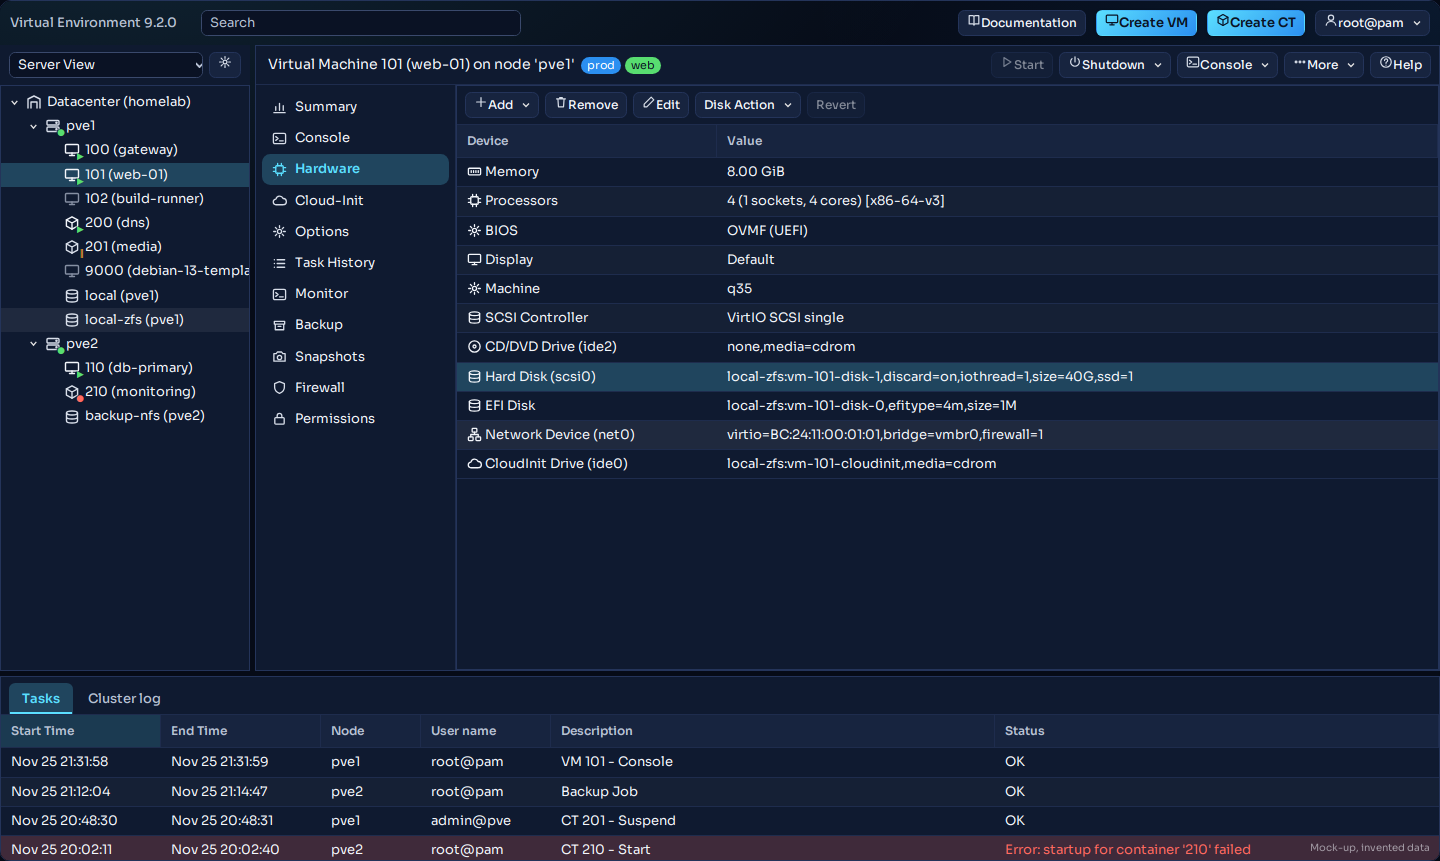 Virtual Environment 9.2.0 Search Documentation Create VM Create CT root@pam
Server View
Virtual Machine 101 (web-01) on node 'pve1' prod web Start Shutdown Console More Help
Datacenter (homelab)
pve1
100 (gateway)
101 (web-01)
102 (build-runner)
200 (dns)
201 (media)
9000 (debian-13-templa
local (pve1)
local-zfs (pve1)
pve2
110 (db-primary)
210 (monitoring)
backup-nfs (pve2)
Summary
Console
Hardware
Cloud-Init
Options
Task History
Monitor
Backup
Snapshots
Firewall
Permissions
Add Remove Edit Disk Action Revert
Device Value
Memory 8.00 GiB
Processors 4 (1 sockets, 4 cores) [x86-64-v3]
BIOS OVMF (UEFI)
Display Default
Machine q35
SCSI Controller VirtIO SCSI single
CD/DVD Drive (ide2) none,media=cdrom
Hard Disk (scsi0) local-zfs:vm-101-disk-1,discard=on,iothread=1,size=40G,ssd=1
EFI Disk local-zfs:vm-101-disk-0,efitype=4m,size=1M
Network Device (net0) virtio=BC:24:11:00:01:01,bridge=vmbr0,firewall=1
CloudInit Drive (ide0) local-zfs:vm-101-cloudinit,media=cdrom
Tasks Cluster log
Start Time End Time Node User name Description Status
Nov 25 21:31:58 Nov 25 21:31:59 pve1 root@pam VM 101 - Console OK
Nov 25 21:12:04 Nov 25 21:14:47 pve2 root@pam Backup Job OK
Nov 25 20:48:30 Nov 25 20:48:31 pve1 admin@pve CT 201 - Suspend OK
Nov 25 20:02:11 Nov 25 20:02:40 pve2 root@pam CT 210 - Start Error: startup for container '210' failed
Mock-up, Invented data